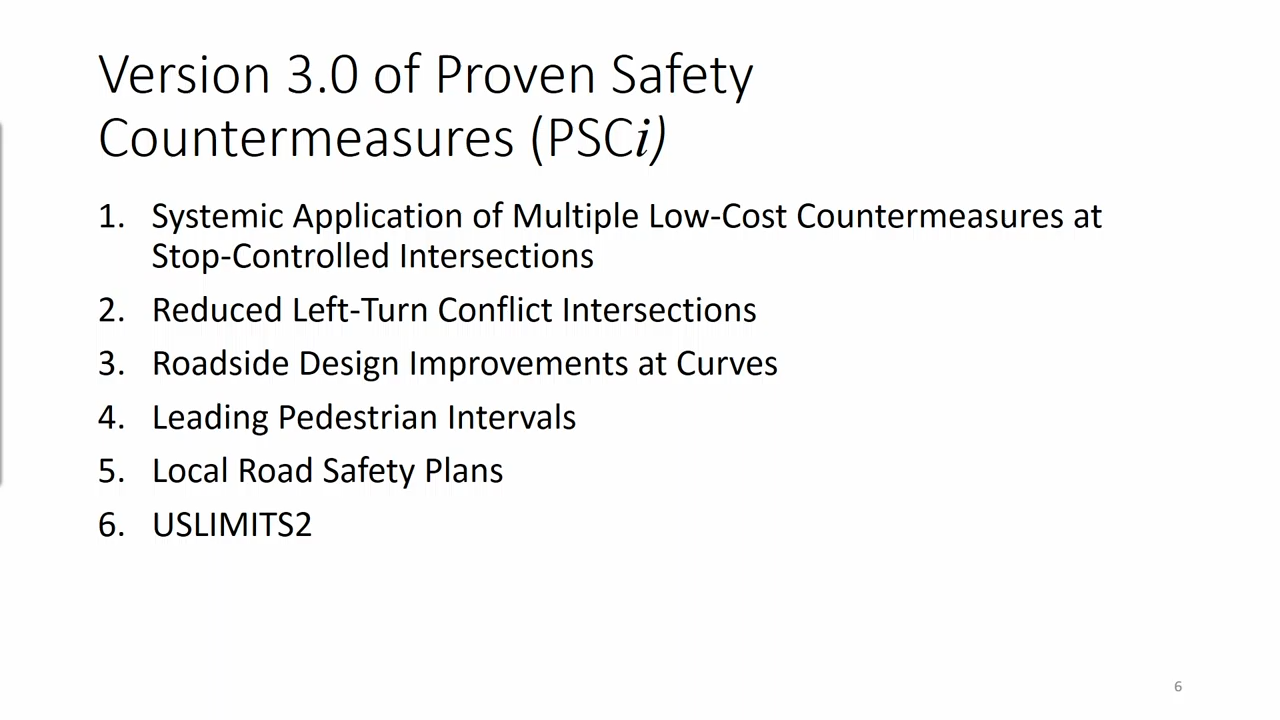 Version 3.0 of Proven Safety
Countermeasures (PSCi)
1. Systemic Application of Multiple Low-Cost Countermeasures at
Stop-Controlled Intersections
2. Reduced Left-Turn Conflict Intersections
3. Roadside Design Improvements at Curves
4. Leading Pedestrian Intervals
5. Local Road Safety Plans
6. USLIMITS2
6